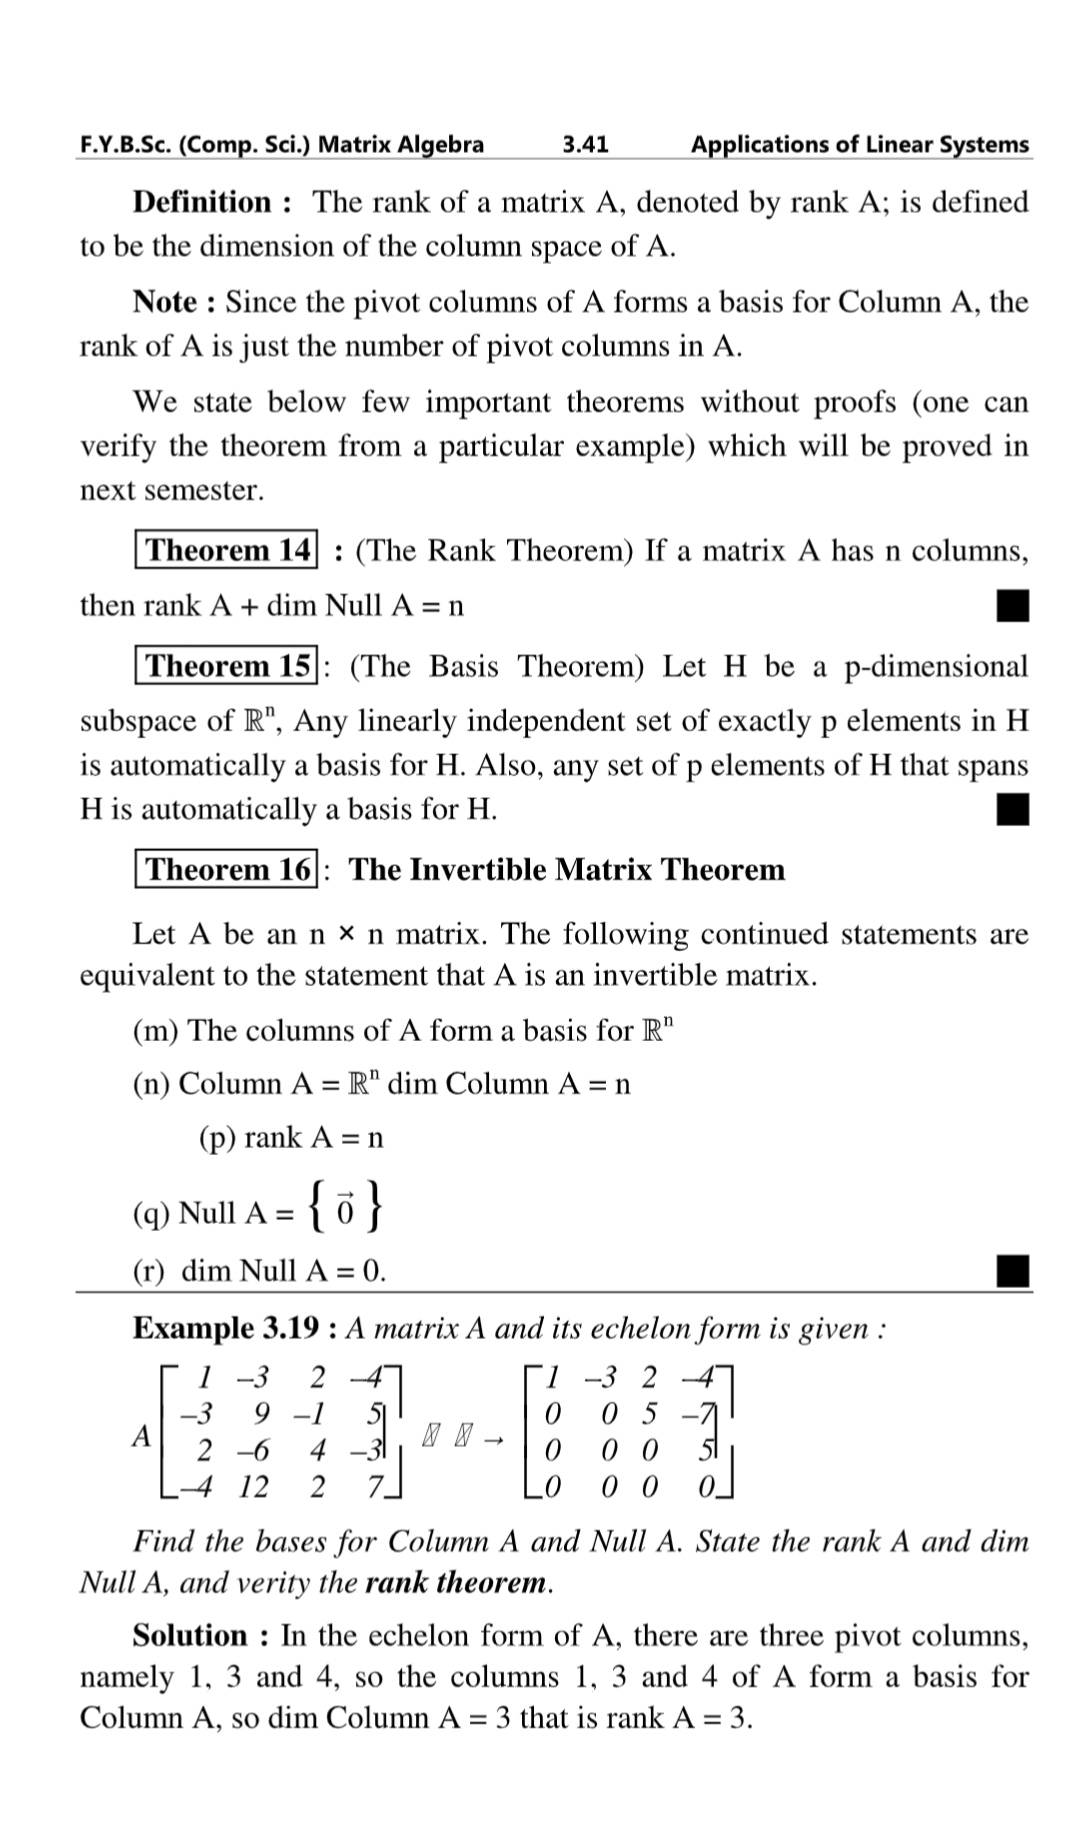 F.Y.B.Sc. (Comp. Sci.) Matrix Algebra 3.41 Applications of Linear Systems
Definition : The rank of a matrix A, denoted by rank A; is defined
to be the dimension of the column space of A.
Note : Since the pivot columns of A forms a basis for Column A, the
rank of A is just the number of pivot columns in A.
We state below few important theorems without proofs (one can
verify the theorem from a particular example) which will be proved in
next semester.
Theorem 14 : (The Rank Theorem) If a matrix A has n columns,
then rank A + dim Null A = n
Theorem 15 : (The Basis Theorem) Let H be a p-dimensional
subspace of ℝⁿ, Any linearly independent set of exactly p elements in H
is automatically a basis for H. Also, any set of p elements of H that spans
H is automatically a basis for H.
Theorem 16 : The Invertible Matrix Theorem
Let A be an n × n matrix. The following continued statements are
equivalent to the statement that A is an invertible matrix.
(m) The columns of A form a basis for ℝⁿ
(n) Column A = ℝⁿ dim Column A = n
(p) rank A = n
(q) Null A = { 0⃗ }
(r) dim Null A = 0.
Example 3.19 : A matrix A and its echelon form is given :
1 –3 2 –4 1 –3 2 –4
–3 9 –1 5 0 0 5 –7
A 2 –6 4 –3 → 0 0 0 5
–4 12 2 7 0 0 0 0
Find the bases for Column A and Null A. State the rank A and dim
Null A, and verity the rank theorem.
Solution : In the echelon form of A, there are three pivot columns,
namely 1, 3 and 4, so the columns 1, 3 and 4 of A form a basis for
Column A, so dim Column A = 3 that is rank A = 3.